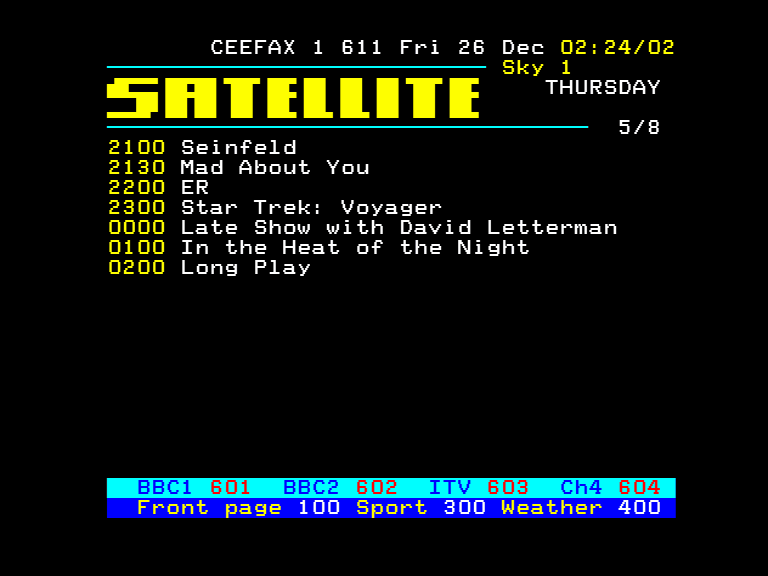 CEEFAX 1 611 Fri 26 Dec 02:24/02
Sky 1
SATELLITE THURSDAY
5/8
2100 Seinfeld
2130 Mad About You
2200 ER
2300 Star Trek: Voyager
0000 Late Show with David Letterman
0100 In the Heat of the Night
0200 Long Play
BBC1 601 BBC2 602 ITV 603 Ch4 604
Front page 100 Sport 300 Weather 400